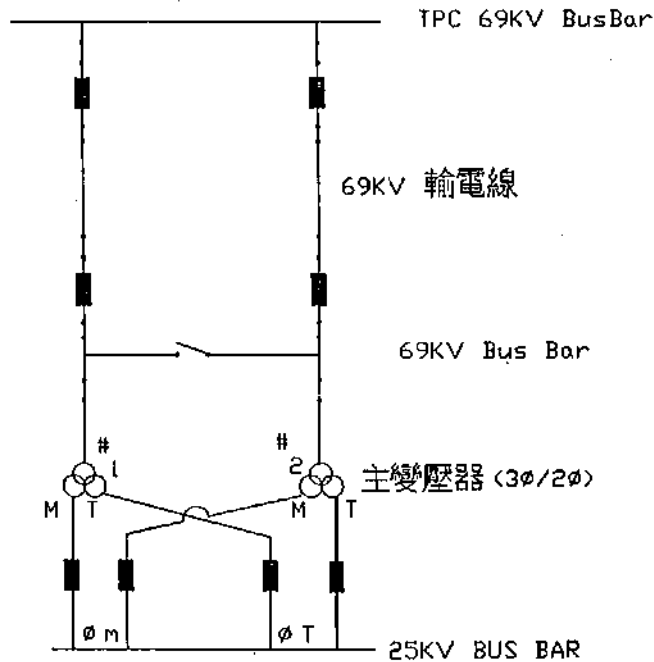 TPC 69KV BusBar
69KV 輸電線
69KV Bus Bar
#
1
#
2
主變壓器 (3ø/2ø)
M T
M T
ø m
ø T
25KV BUS BAR